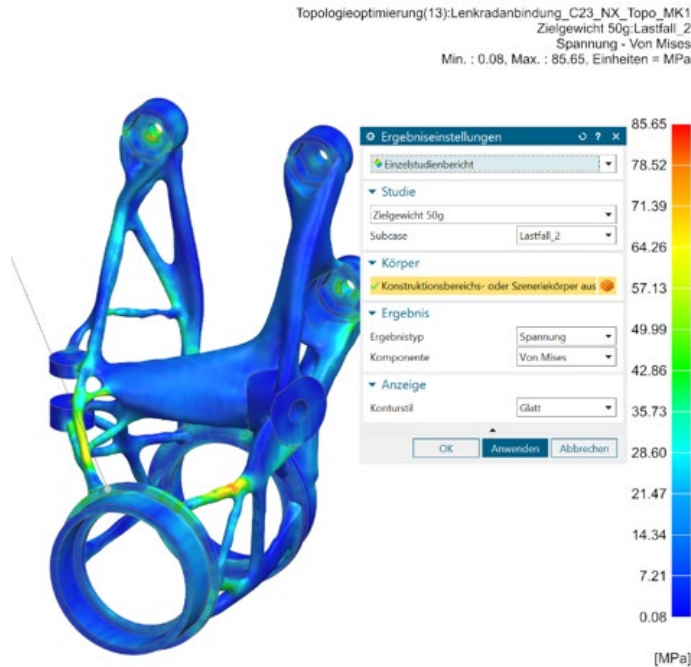 Topologieoptimierung(13):Lenkradanbindung_C23_NX_Topo_MK1
Zielgewicht 50g:Lastfall_2
Spannung - Von Mises
Min. : 0.08, Max. : 85.65, Einheiten = MPa
Ergebniseinstellungen
Einzelstudienbericht
Studie
Zielgewicht 50g
Subcase Lastfall_2
Körper
Konstruktionsbereichs- oder Szeneriekörper aus
Ergebnis
Ergebnistyp Spannung
Komponente Von Mises
Anzeige
Konturstil Glatt
OK Anwenden Abbrechen
85.65
78.52
71.39
64.26
57.13
49.99
42.86
35.73
28.60
21.47
14.34
7.21
0.08
[MPa]